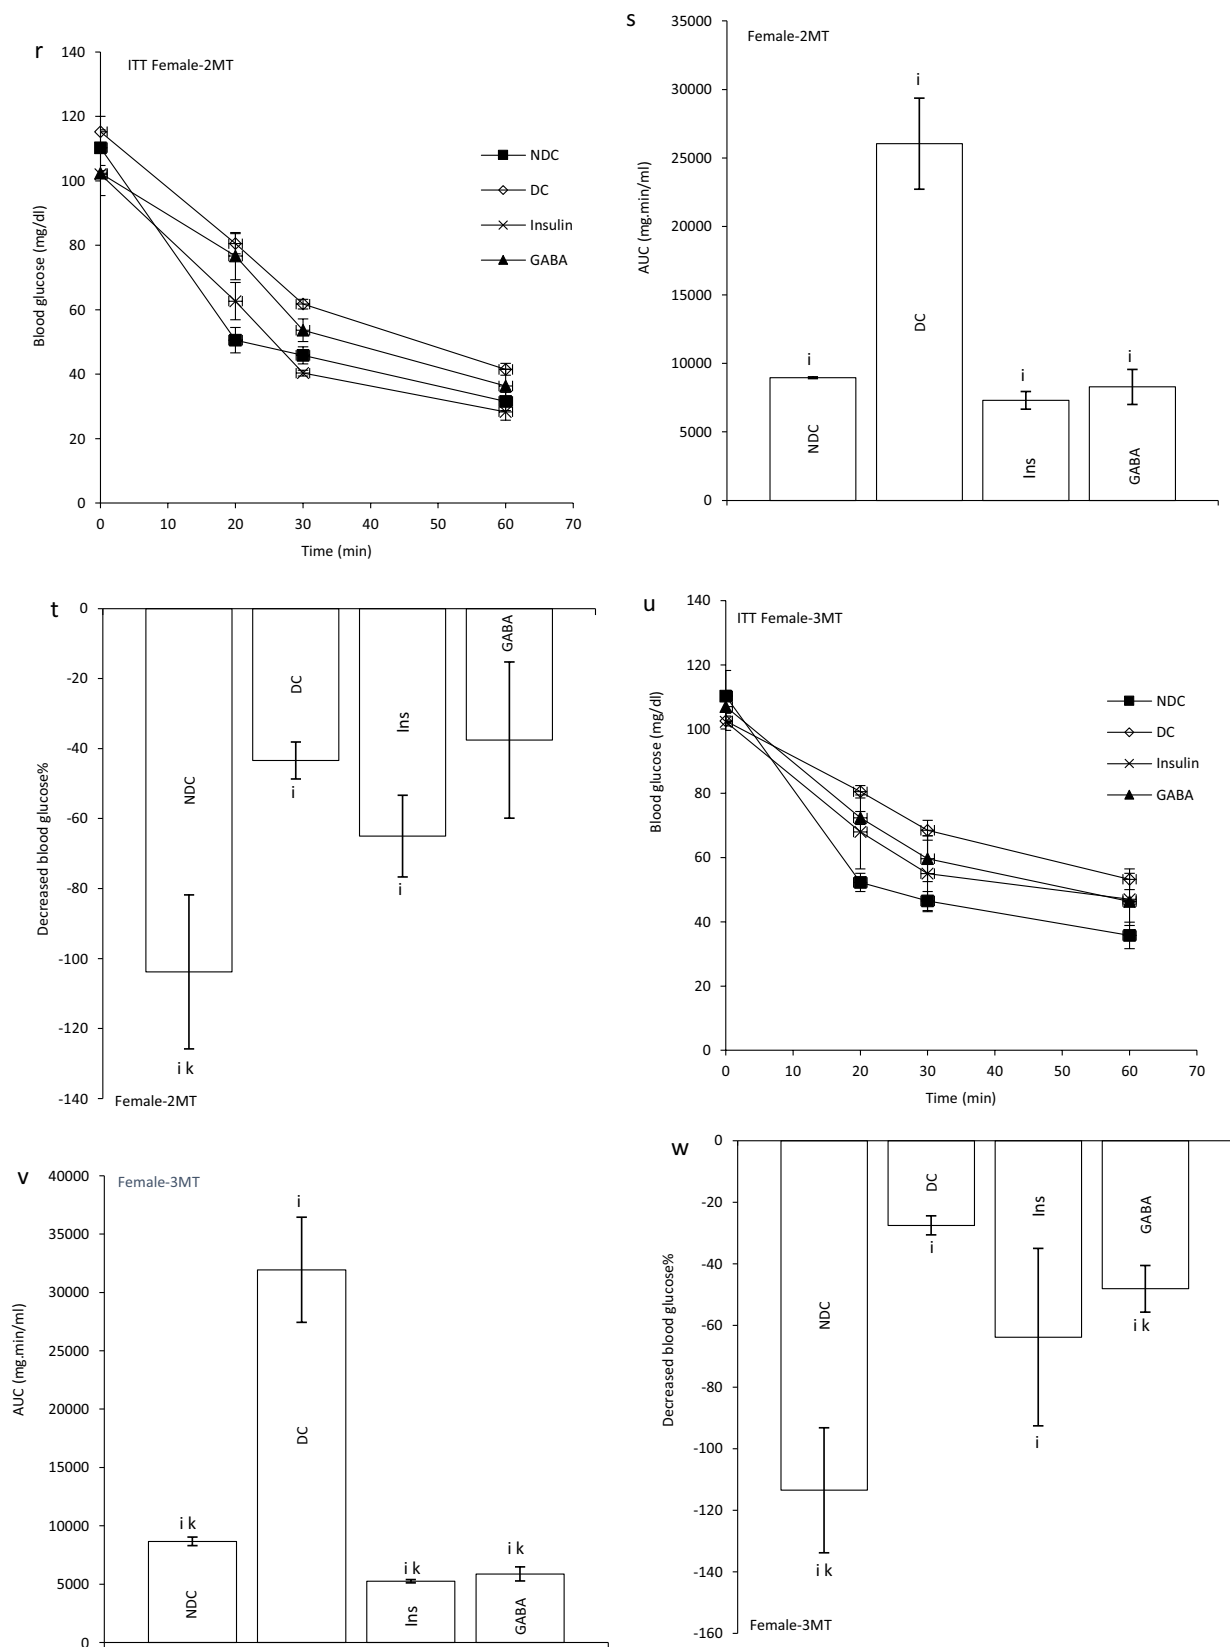 r
ITT Female-2MT
140
120
100
80
60
40
20
0
Blood glucose (mg/dl)
0 10 20 30 40 50 60 70
Time (min)
NDC
DC
Insulin
GABA
s
Female-2MT
35000
30000
25000
20000
15000
10000
5000
0
AUC (mg.min/ml)
i
i
i
i
NDC
DC
Ins
GABA
t
0
-20
-40
-60
-80
-100
-120
-140
Decreased blood glucose%
NDC
DC
Ins
GABA
i
i
i k
Female-2MT
u
ITT Female-3MT
140
120
100
80
60
40
20
0
Blood glucose (mg/dl)
0 10 20 30 40 50 60 70
Time (min)
NDC
DC
Insulin
GABA
v
Female-3MT
40000
35000
30000
25000
20000
15000
10000
5000
0
AUC (mg.min/ml)
i k
i
i k
i k
NDC
DC
Ins
GABA
w
0
-20
-40
-60
-80
-100
-120
-140
-160
Decreased blood glucose%
NDC
DC
Ins
GABA
i
i k
i
i k
Female-3MT